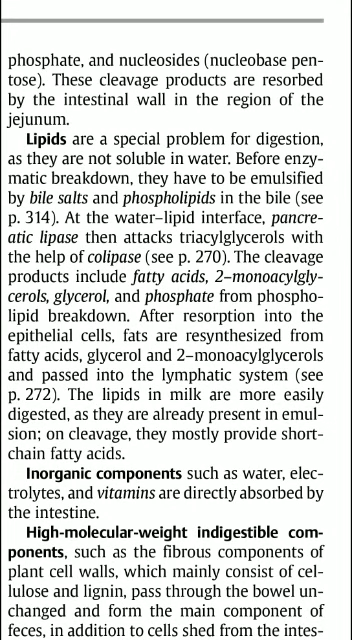 phosphate, and nucleosides (nucleobase pen-
tose). These cleavage products are resorbed
by the intestinal wall in the region of the
jejunum.
Lipids are a special problem for digestion,
as they are not soluble in water. Before enzy-
matic breakdown, they have to be emulsified
by bile salts and phospholipids in the bile (see
p. 314). At the water–lipid interface, pancre-
atic lipase then attacks triacylglycerols with
the help of colipase (see p. 270). The cleavage
products include fatty acids, 2–monoacylgly-
cerols, glycerol, and phosphate from phospho-
lipid breakdown. After resorption into the
epithelial cells, fats are resynthesized from
fatty acids, glycerol and 2–monoacylglycerols
and passed into the lymphatic system (see
p. 272). The lipids in milk are more easily
digested, as they are already present in emul-
sion; on cleavage, they mostly provide short-
chain fatty acids.
Inorganic components such as water, elec-
trolytes, and vitamins are directly absorbed by
the intestine.
High-molecular-weight indigestible com-
ponents, such as the fibrous components of
plant cell walls, which mainly consist of cel-
lulose and lignin, pass through the bowel un-
changed and form the main component of
feces, in addition to cells shed from the intes-